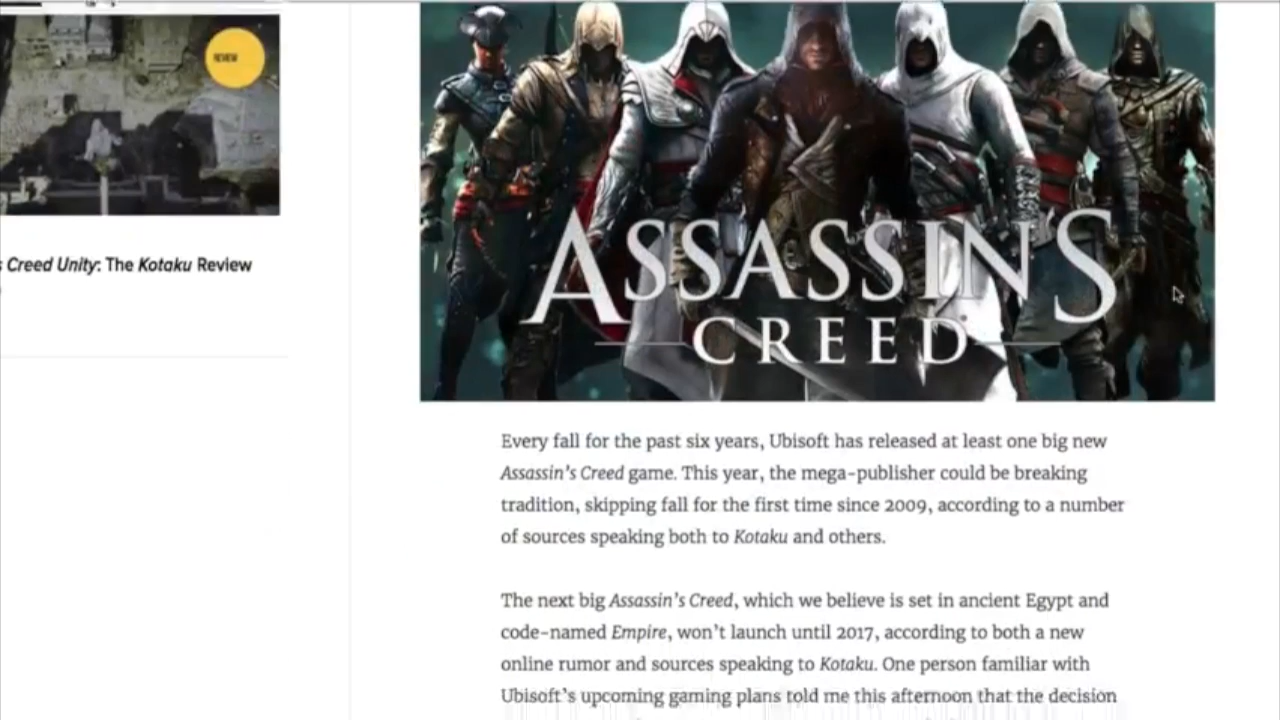 REVIEW
s Creed Unity: The Kotaku Review
ASSASSIN'S
CREED
Every fall for the past six years, Ubisoft has released at least one big new
Assassin's Creed game. This year, the mega-publisher could be breaking
tradition, skipping fall for the first time since 2009, according to a number
of sources speaking both to Kotaku and others.
The next big Assassin's Creed, which we believe is set in ancient Egypt and
code-named Empire, won't launch until 2017, according to both a new
online rumor and sources speaking to Kotaku. One person familiar with
Ubisoft's upcoming gaming plans told me this afternoon that the decision